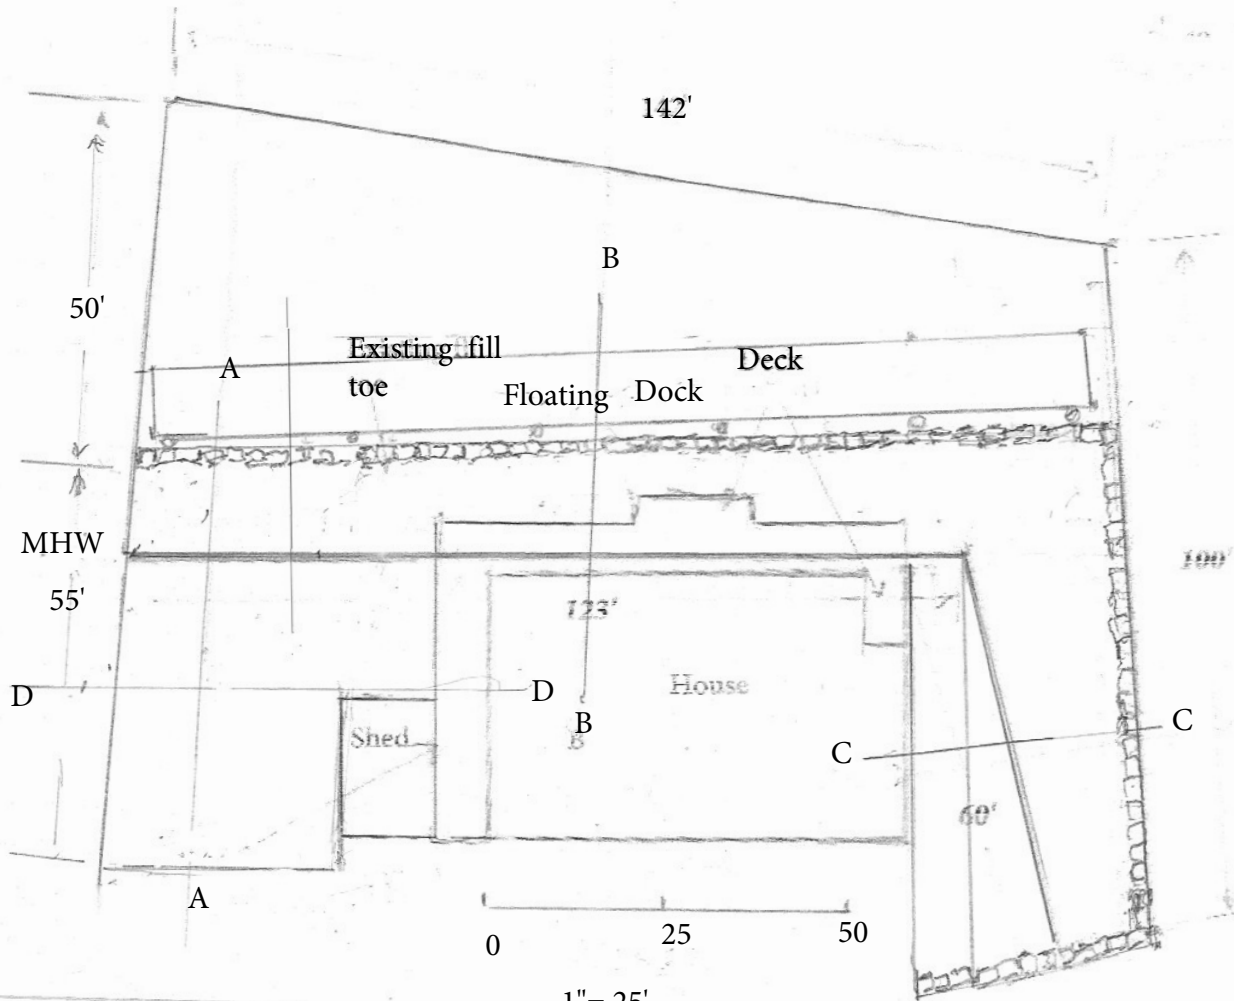 142'
B
50'
Existing fill
toe
A
Deck
Floating Dock
MHW
55'
123'
100'
D
D
House
B
B
Shed
C
C
60'
A
0
25
50
1"= 25'